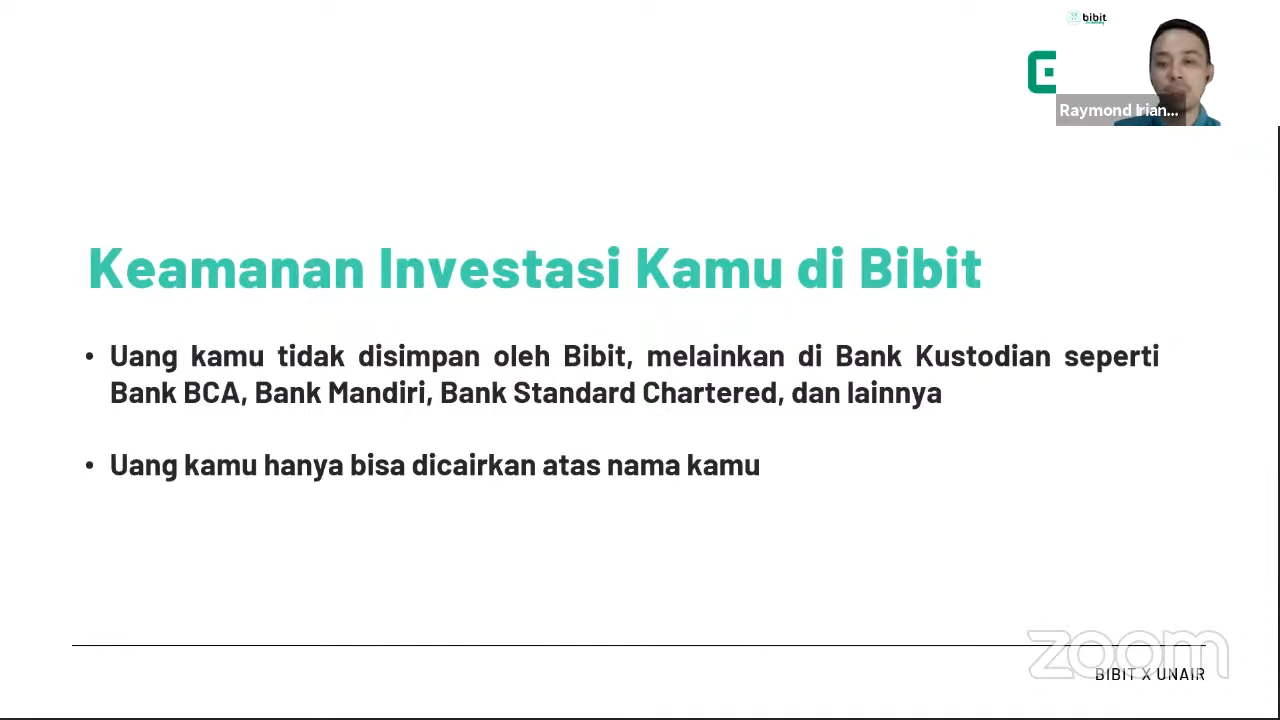 bibit
Raymond Irian...
Keamanan Investasi Kamu di Bibit
• Uang kamu tidak disimpan oleh Bibit, melainkan di Bank Kustodian seperti
Bank BCA, Bank Mandiri, Bank Standard Chartered, dan lainnya
• Uang kamu hanya bisa dicairkan atas nama kamu
zoom
BIBIT X UNAIR